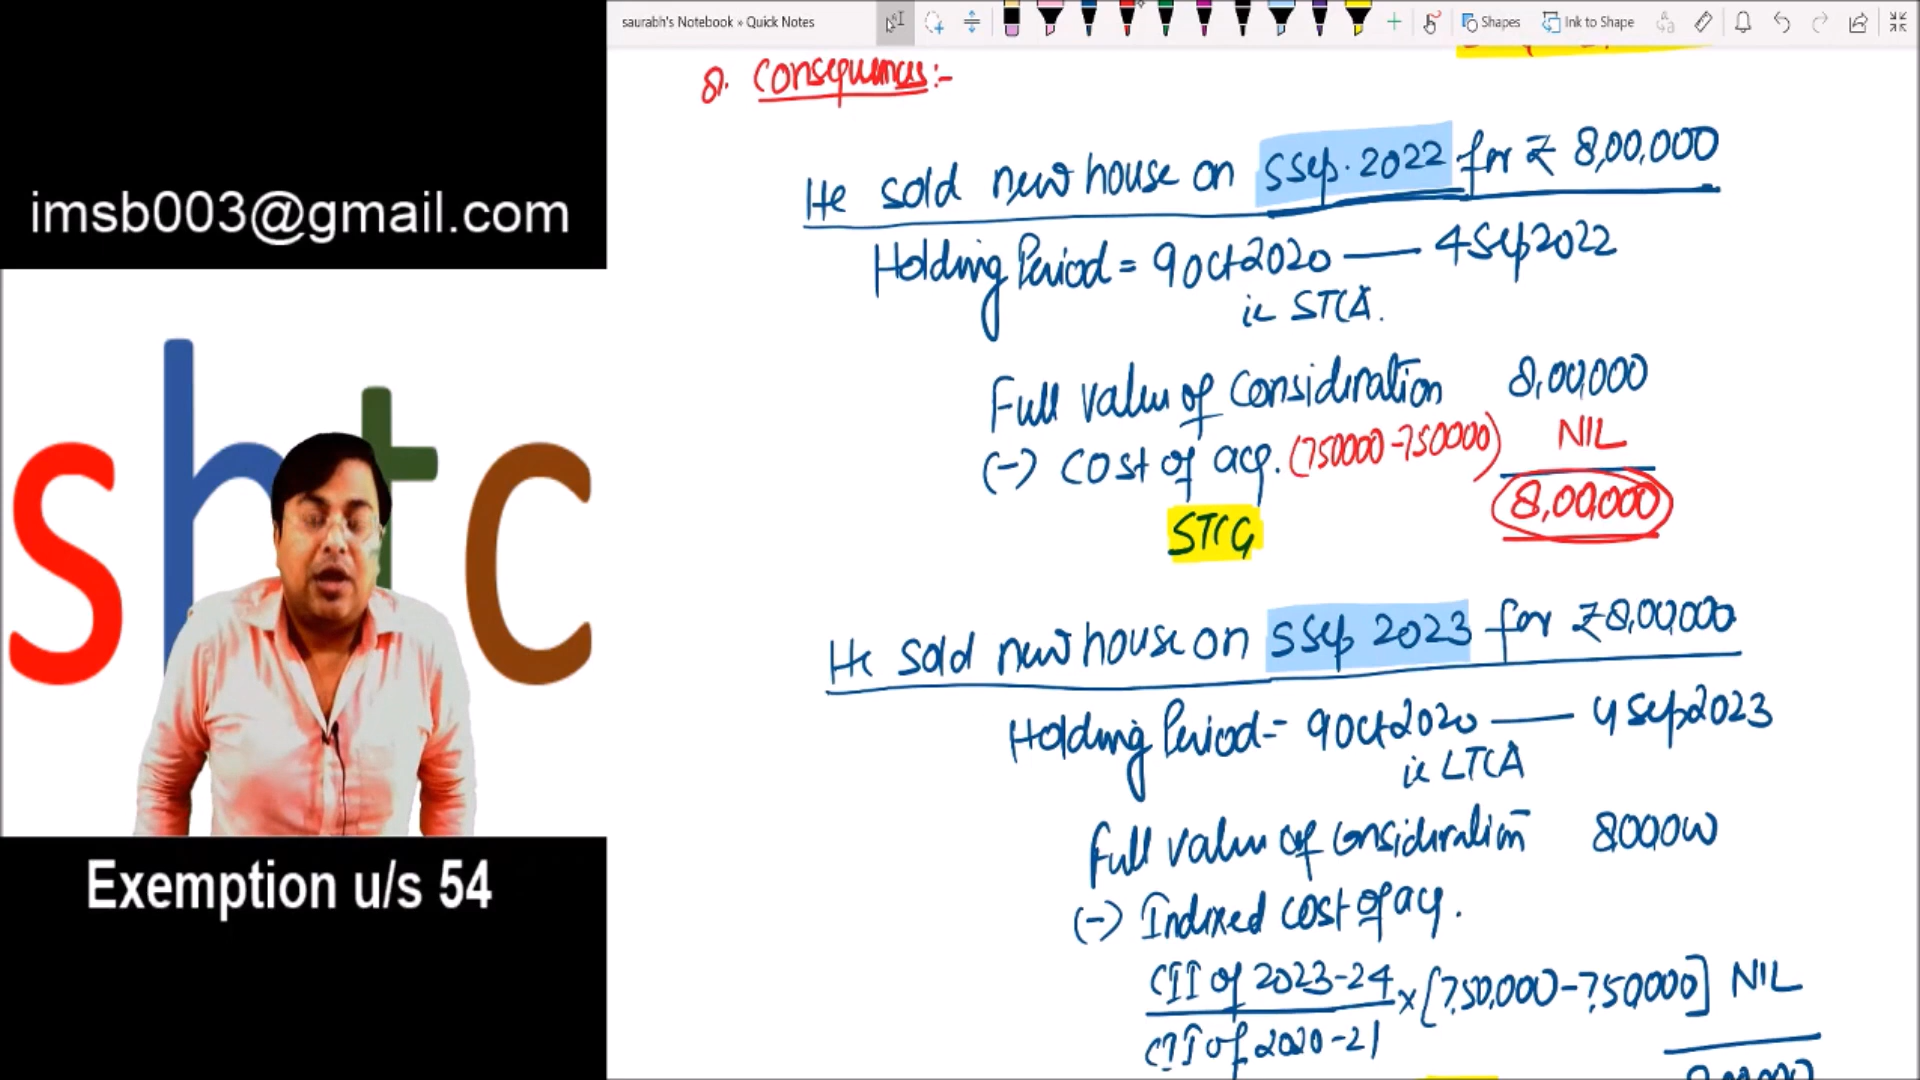 saurabh's Notebook » Quick Notes
Shapes
Ink to Shape
8. Consequences:-
He sold new house on 5 Sep. 2022 for ₹ 8,00,000
Holding Period = 9 Oct 2020 — 4 Sep 2022
ie STCA.
Full value of consideration 8,00,000
(-) Cost of acq. (750000-750000) NIL
8,00,000
STCG
He sold new house on 5 Sep 2023 for ₹8,00,000
Holding Period = 9 Oct 2020 — 4 Sep 2023
ie LTCA
Full value of consideration 800000
(-) Indexed cost of acq.
CII of 2023-24
CII of 2020-21
× [7,50,000-7,50,000] NIL
imsb003@gmail.com
shtc
Exemption u/s 54